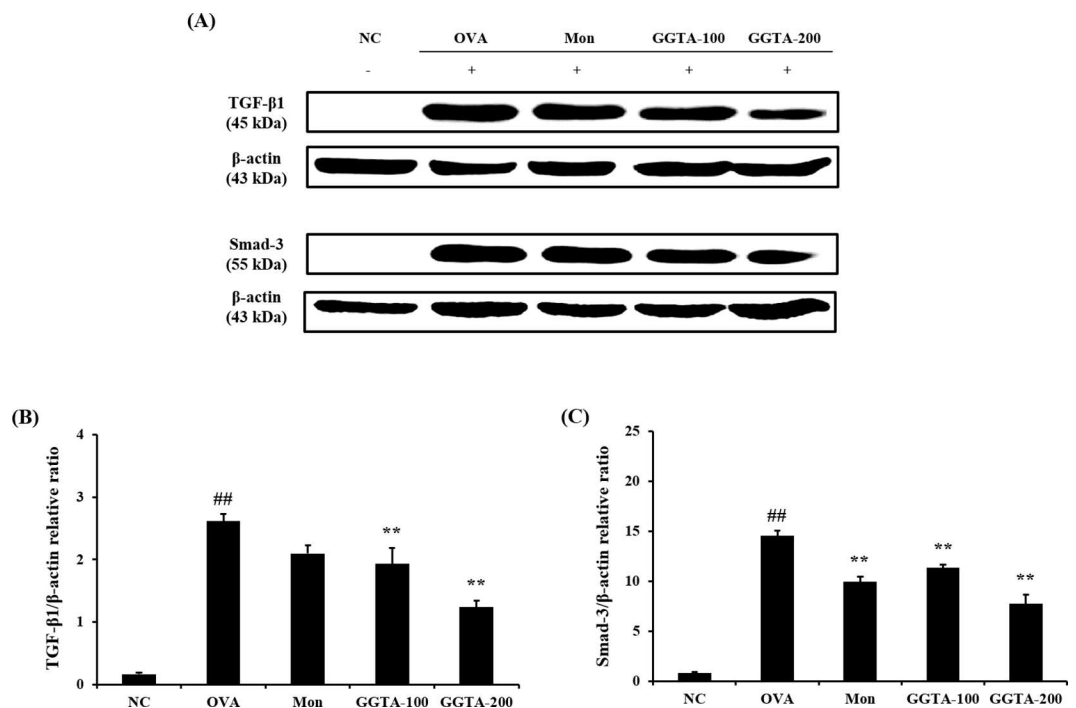 (A)
NC OVA Mon GGTA-100 GGTA-200
- + + + +
TGF-β1
(45 kDa)
β-actin
(43 kDa)
Smad-3
(55 kDa)
β-actin
(43 kDa)
(B)
TGF-β1/β-actin relative ratio
4
3
2
1
0
##
**
**
NC OVA Mon GGTA-100 GGTA-200
(C)
Smad-3/β-actin relative ratio
25
20
15
10
5
0
##
**
**
**
NC OVA Mon GGTA-100 GGTA-200